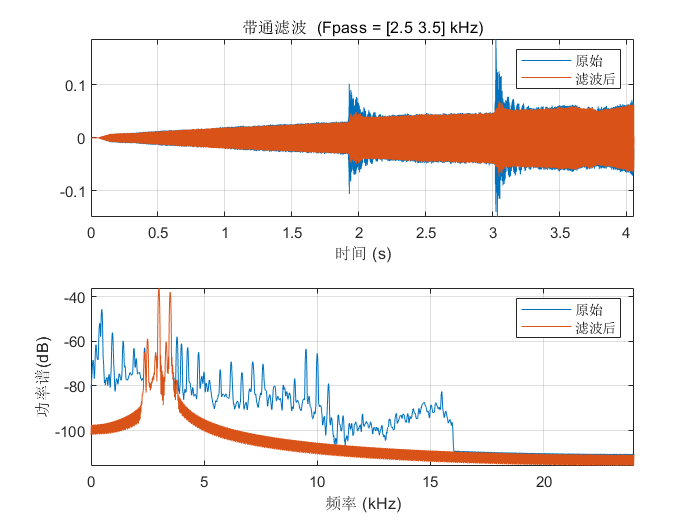 带通滤波 (Fpass = [2.5 3.5] kHz)
原始
滤波后
0.1
0
-0.1
0 0.5 1 1.5 2 2.5 3 3.5 4
时间 (s)
原始
滤波后
-40
-60
-80
-100
功率谱(dB)
0 5 10 15 20
频率 (kHz)